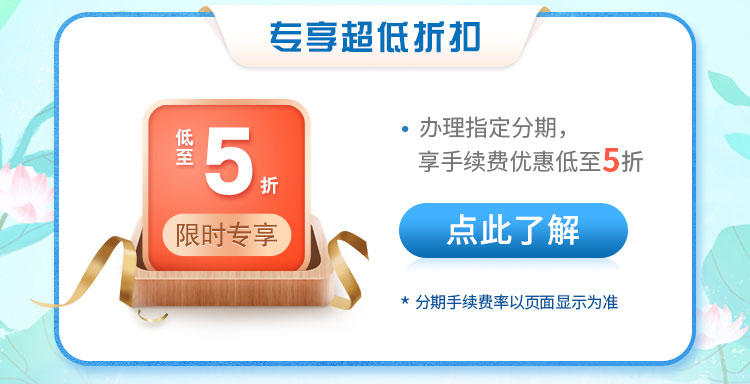 专享超低折扣
低至5折
限时专享
• 办理指定分期，
享手续费优惠低至5折
点此了解
* 分期手续费率以页面显示为准